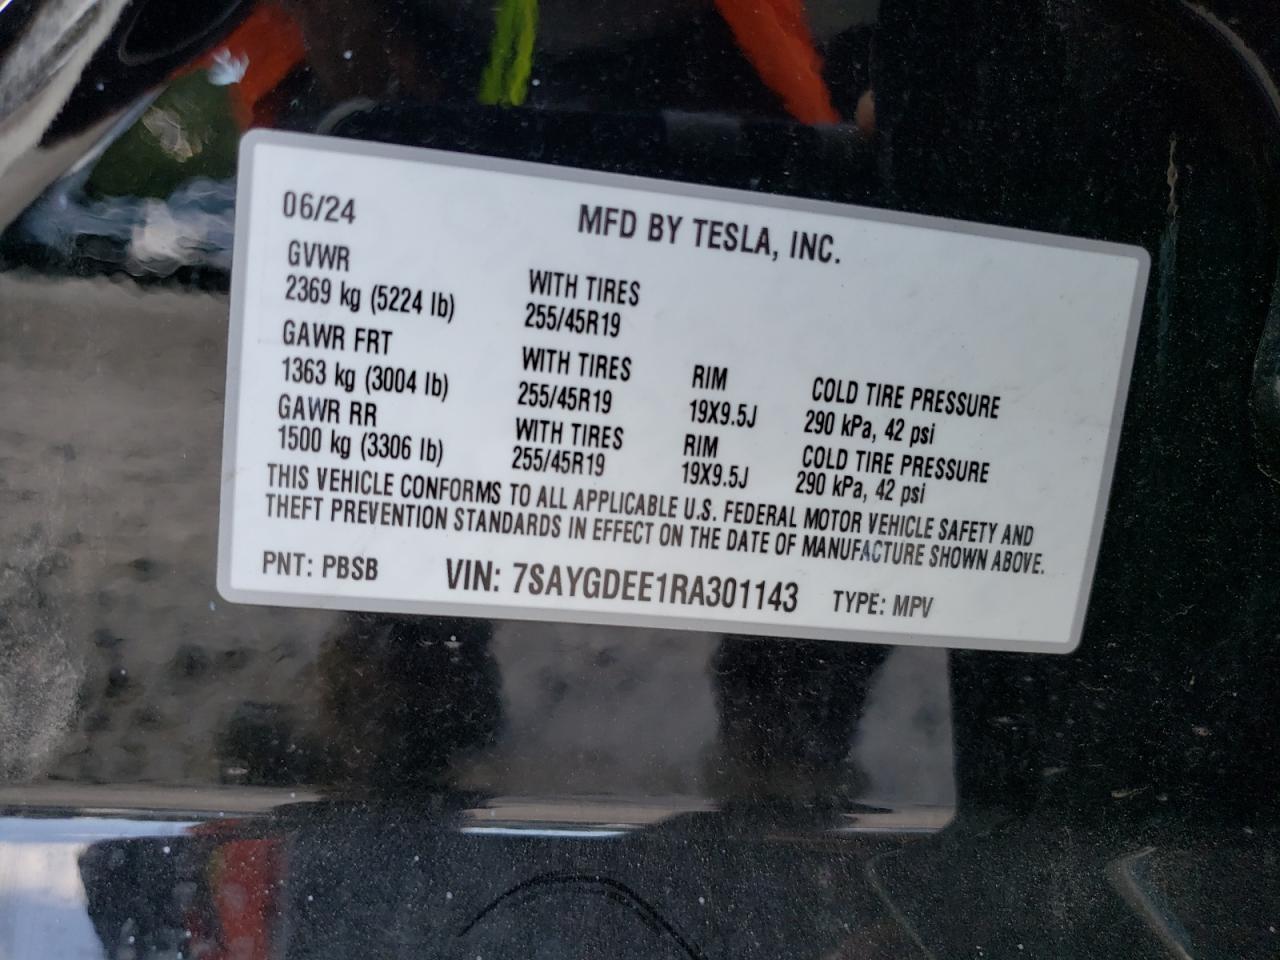 06/24 MFD BY TESLA, INC.
GVWR
2369 kg (5224 lb) WITH TIRES
255/45R19
GAWR FRT
1363 kg (3004 lb) WITH TIRES
255/45R19 RIM
19X9.5J COLD TIRE PRESSURE
290 kPa, 42 psi
GAWR RR
1500 kg (3306 lb) WITH TIRES
255/45R19 RIM
19X9.5J COLD TIRE PRESSURE
290 kPa, 42 psi
THIS VEHICLE CONFORMS TO ALL APPLICABLE U.S. FEDERAL MOTOR VEHICLE SAFETY AND
THEFT PREVENTION STANDARDS IN EFFECT ON THE DATE OF MANUFACTURE SHOWN ABOVE.
PNT: PBSB VIN: 7SAYGDEE1RA301143 TYPE: MPV